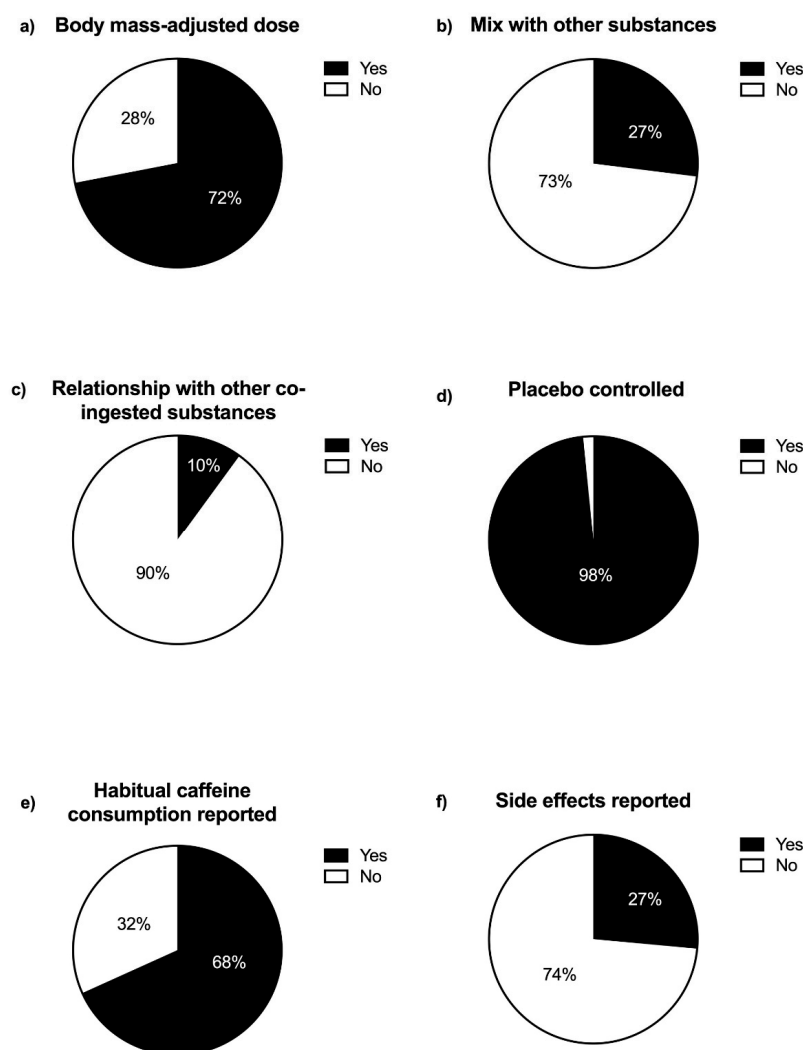 a) Body mass-adjusted dose
Yes
No
28%
72%
b) Mix with other substances
Yes
No
27%
73%
c) Relationship with other co-
ingested substances
Yes
No
10%
90%
d) Placebo controlled
Yes
No
98%
e) Habitual caffeine
consumption reported
Yes
No
32%
68%
f) Side effects reported
Yes
No
27%
74%